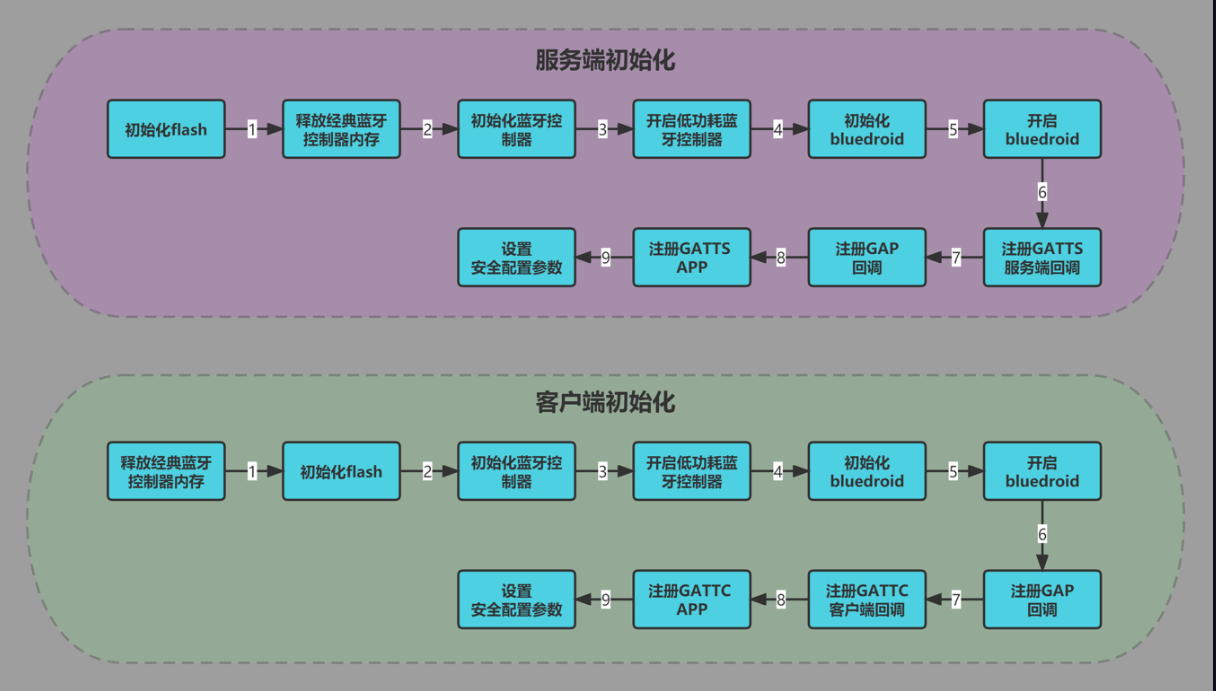 服务端初始化
初始化flash
1
释放经典蓝牙
控制器内存
2
初始化蓝牙控
制器
3
开启低功耗蓝
牙控制器
4
初始化
bluedroid
5
开启
bluedroid
6
注册GATTS
服务端回调
7
注册GAP
回调
8
注册GATTS
APP
9
设置
安全配置参数
客户端初始化
释放经典蓝牙
控制器内存
1
初始化flash
2
初始化蓝牙控
制器
3
开启低功耗蓝
牙控制器
4
初始化
bluedroid
5
开启
bluedroid
6
注册GAP
回调
7
注册GATTC
客户端回调
8
注册GATTC
APP
9
设置
安全配置参数